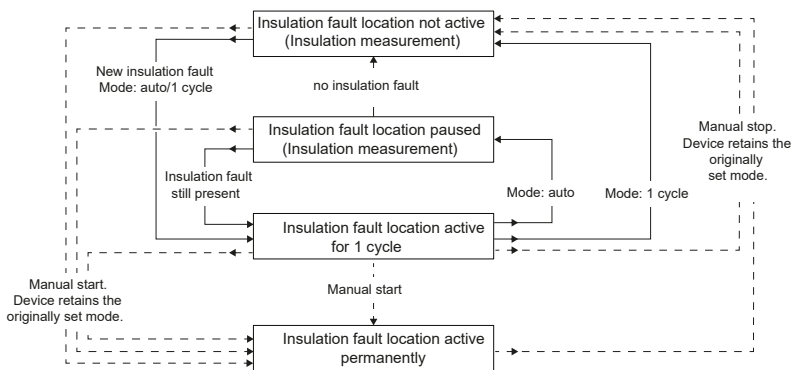 Insulation fault location not active
(Insulation measurement)
New insulation fault
Mode: auto/1 cycle
no insulation fault
Insulation fault location paused
(Insulation measurement)
Manual stop.
Device retains the
originally
set mode.
Insulation fault
still present
Mode: auto
Mode: 1 cycle
Insulation fault location active
for 1 cycle
Manual start.
Device retains the
originally set mode.
Manual start
Insulation fault location active
permanently